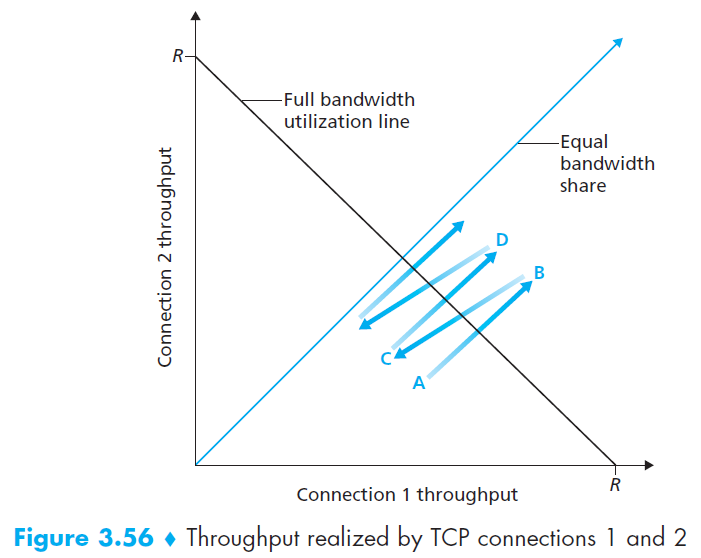 R
Full bandwidth
utilization line
Equal
bandwidth
share
Connection 2 throughput
D
B
C
A
R
Connection 1 throughput
Figure 3.56 ♦ Throughput realized by TCP connections 1 and 2